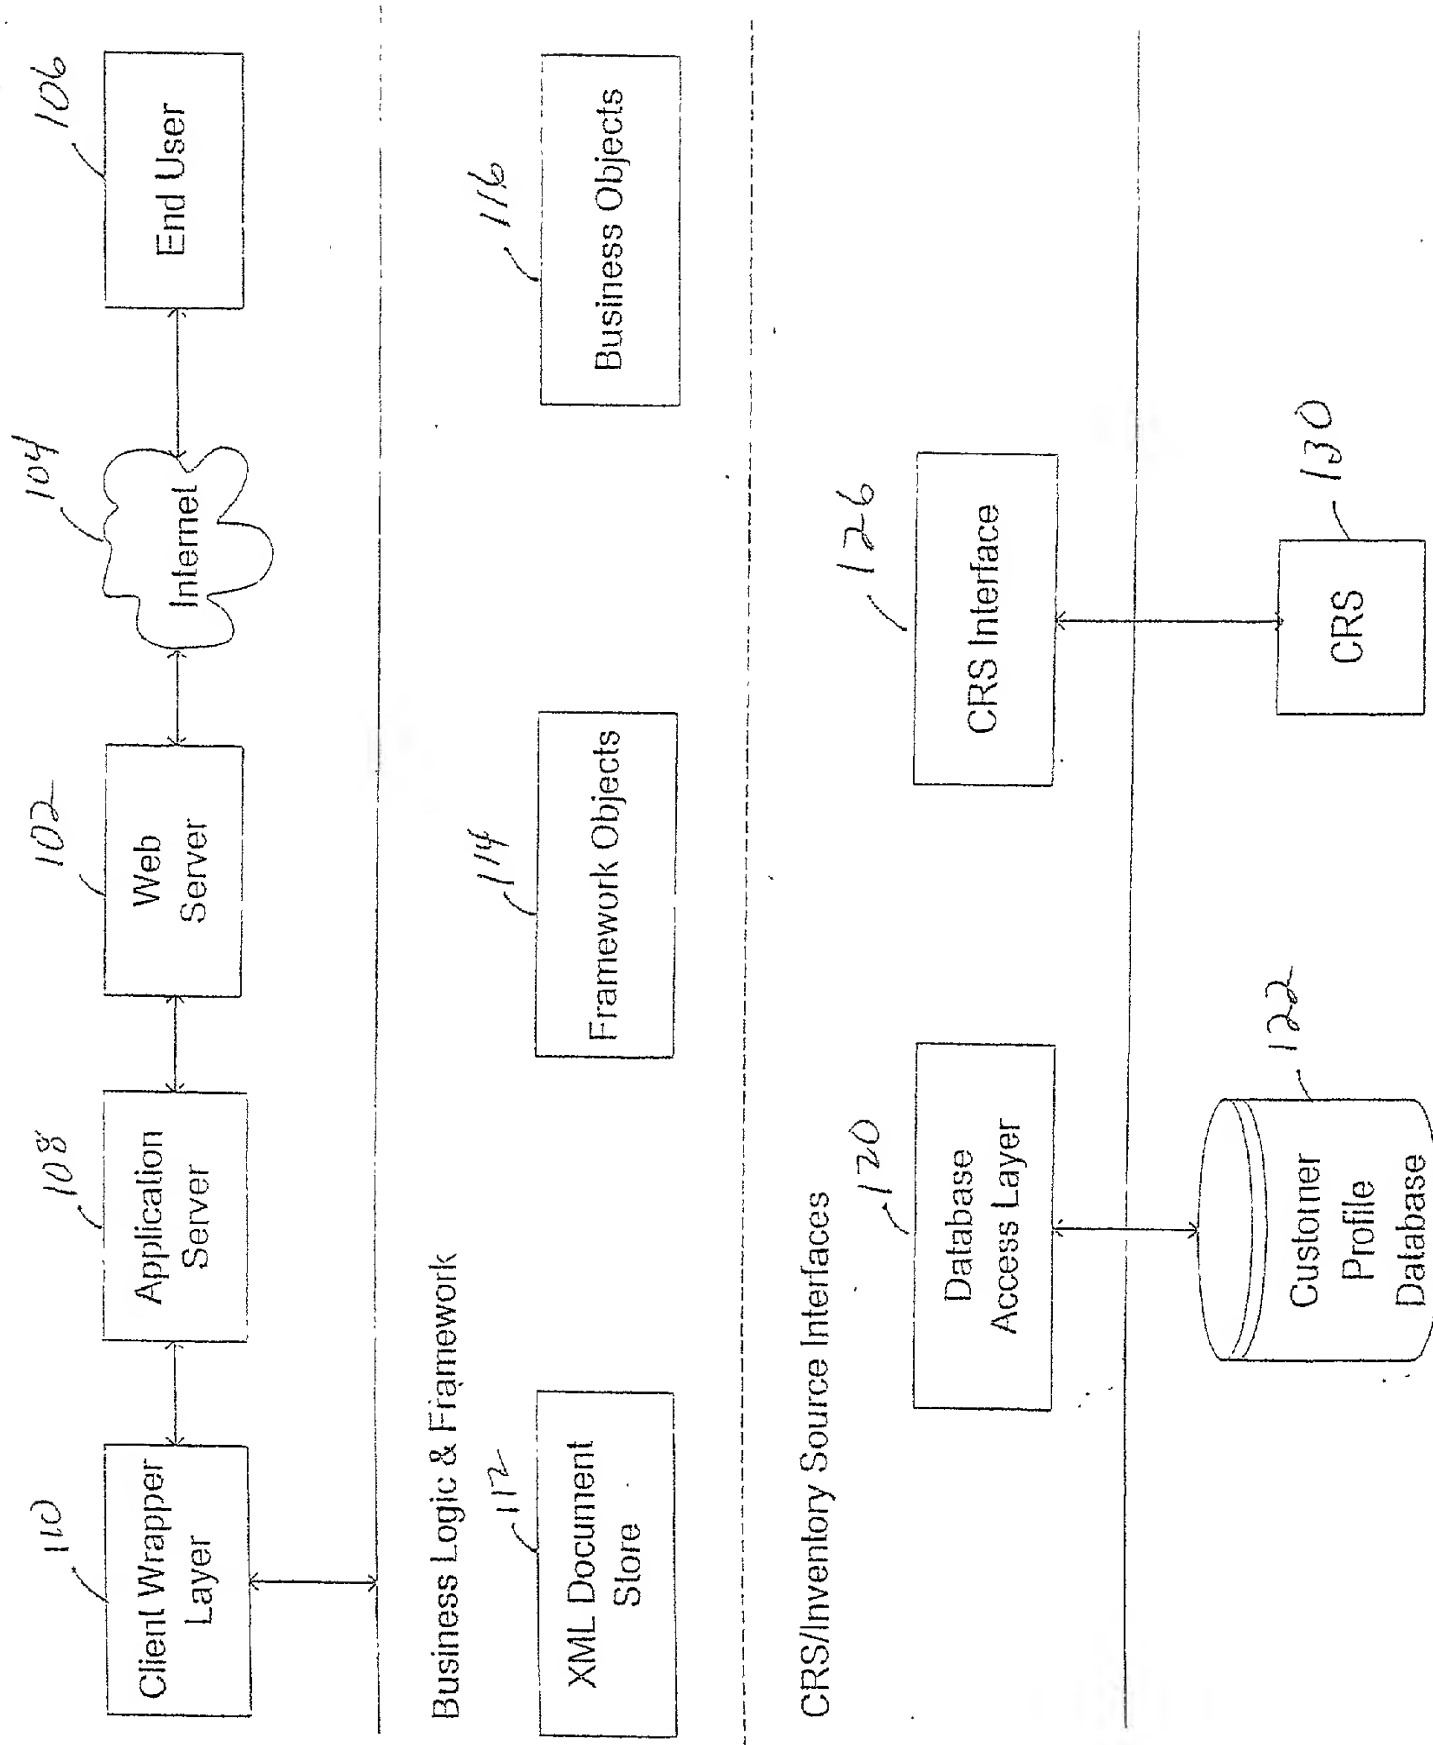 110
108
102
104
106
Client Wrapper
Layer
Application
Server
Web
Server
Internet
End User
Business Logic & Framework
112
114
116
XML Document
Store
Framework Objects
Business Objects
CRS/Inventory Source Interfaces
120
126
Database
Access Layer
CRS Interface
122
130
Customer
Profile
Database
CRS